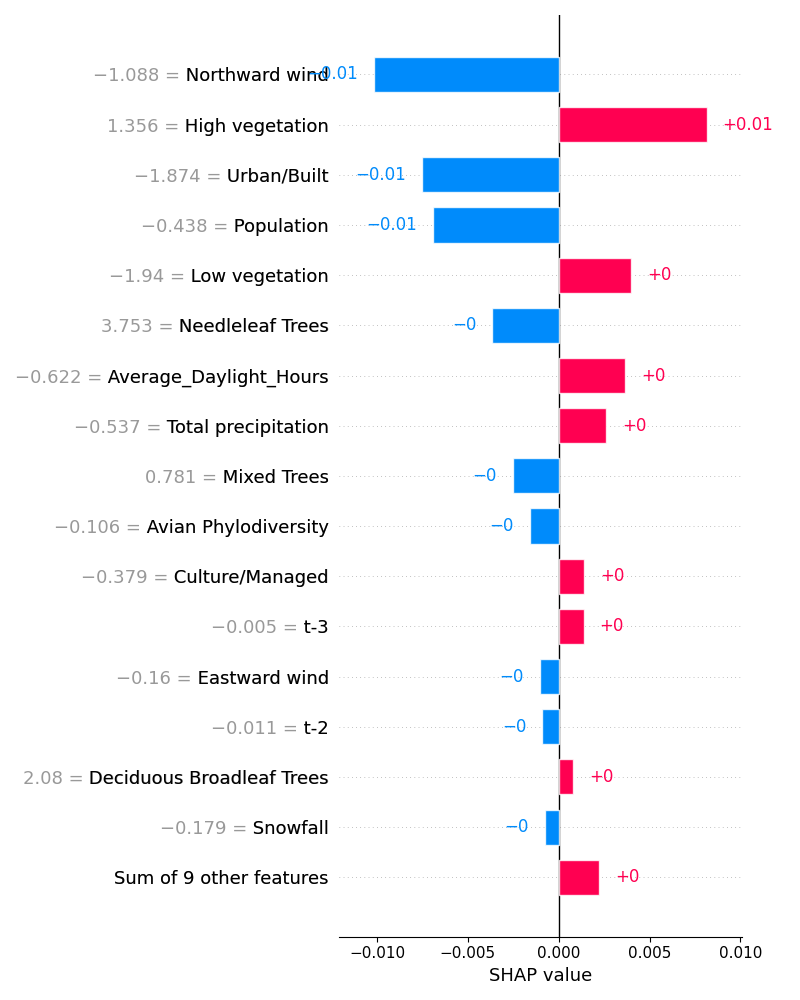 −1.088 = Northward wind −0.01
1.356 = High vegetation +0.01
−1.874 = Urban/Built −0.01
−0.438 = Population −0.01
−1.94 = Low vegetation +0
3.753 = Needleleaf Trees −0
−0.622 = Average_Daylight_Hours +0
−0.537 = Total precipitation +0
0.781 = Mixed Trees −0
−0.106 = Avian Phylodiversity −0
−0.379 = Culture/Managed +0
−0.005 = t-3 +0
−0.16 = Eastward wind −0
−0.011 = t-2 −0
2.08 = Deciduous Broadleaf Trees +0
−0.179 = Snowfall −0
Sum of 9 other features +0
−0.010 −0.005 0.000 0.005 0.010
SHAP value